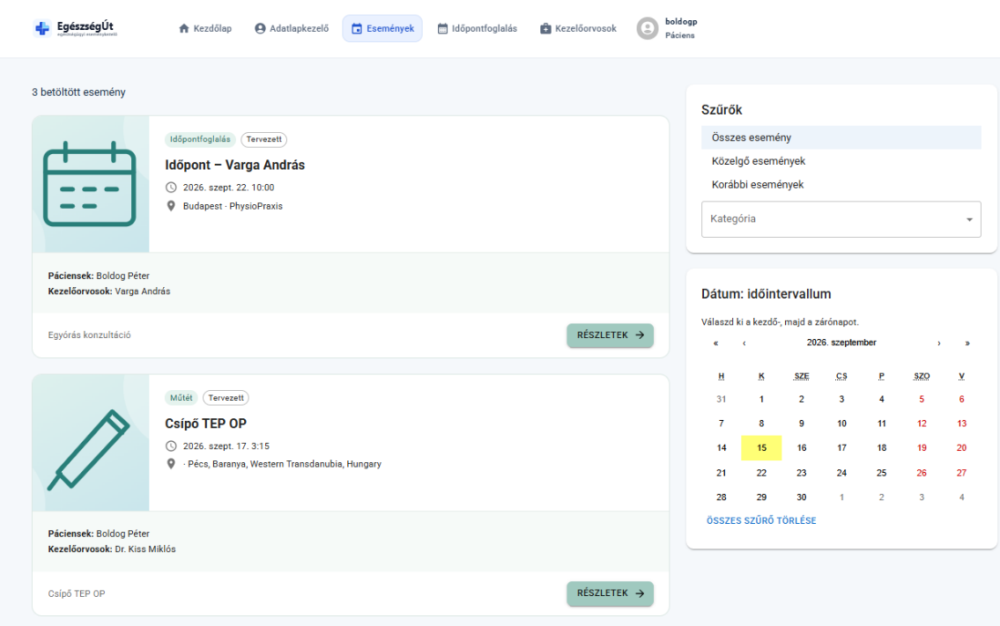 EgészségÚt
egészségügyi eseménykezelő
Kezdőlap
Adatlapkezelő
Események
Időpontfoglalás
Kezelőorvosok
boldogp
Páciens
3 betöltött esemény
Időpontfoglalás
Tervezett
Időpont – Varga András
2026. szept. 22. 10:00
Budapest · PhysioPraxis
Páciensek: Boldog Péter
Kezelőorvosok: Varga András
Egyórás konzultáció
RÉSZLETEK →
Műtét
Tervezett
Csípő TEP OP
2026. szept. 17. 3:15
· Pécs, Baranya, Western Transdanubia, Hungary
Páciensek: Boldog Péter
Kezelőorvosok: Dr. Kiss Miklós
Csípő TEP OP
RÉSZLETEK →
Szűrők
Összes esemény
Közelgő események
Korábbi események
Kategória
Dátum: időintervallum
Válaszd ki a kezdő-, majd a zárónapot.
« ‹ 2026. szeptember › »
H K SZE CS P SZO V
31 1 2 3 4 5 6
7 8 9 10 11 12 13
14 15 16 17 18 19 20
21 22 23 24 25 26 27
28 29 30 1 2 3 4
ÖSSZES SZŰRŐ TÖRLÉSE